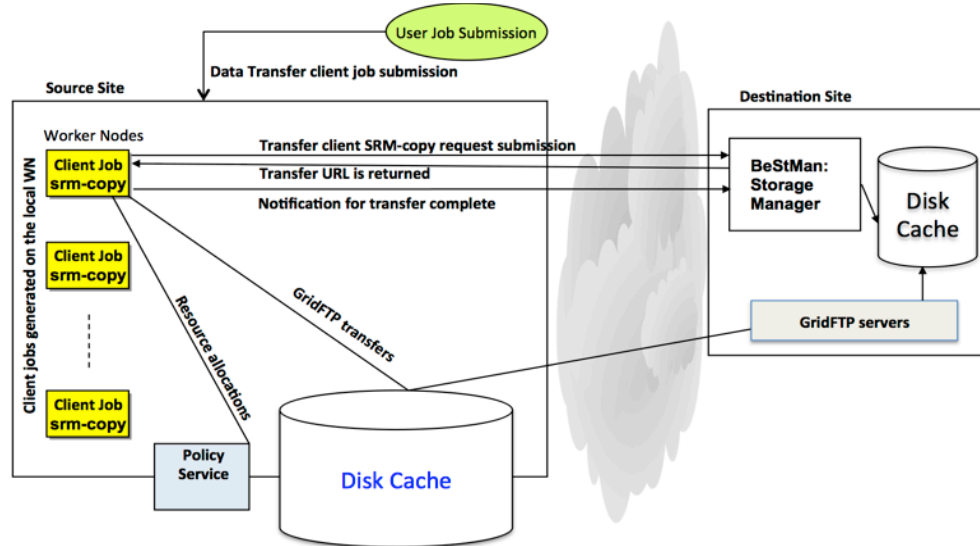 User Job Submission
Data Transfer client job submission
Source Site
Destination Site
Worker Nodes
Client Job
srm-copy
Transfer client SRM-copy request submission
Transfer URL is returned
Notification for transfer complete
BeStMan:
Storage
Manager
Disk
Cache
Client jobs generated on the local WN
Client Job
srm-copy
Resource allocations
GridFTP transfers
GridFTP servers
Client Job
srm-copy
Policy
Service
Disk Cache